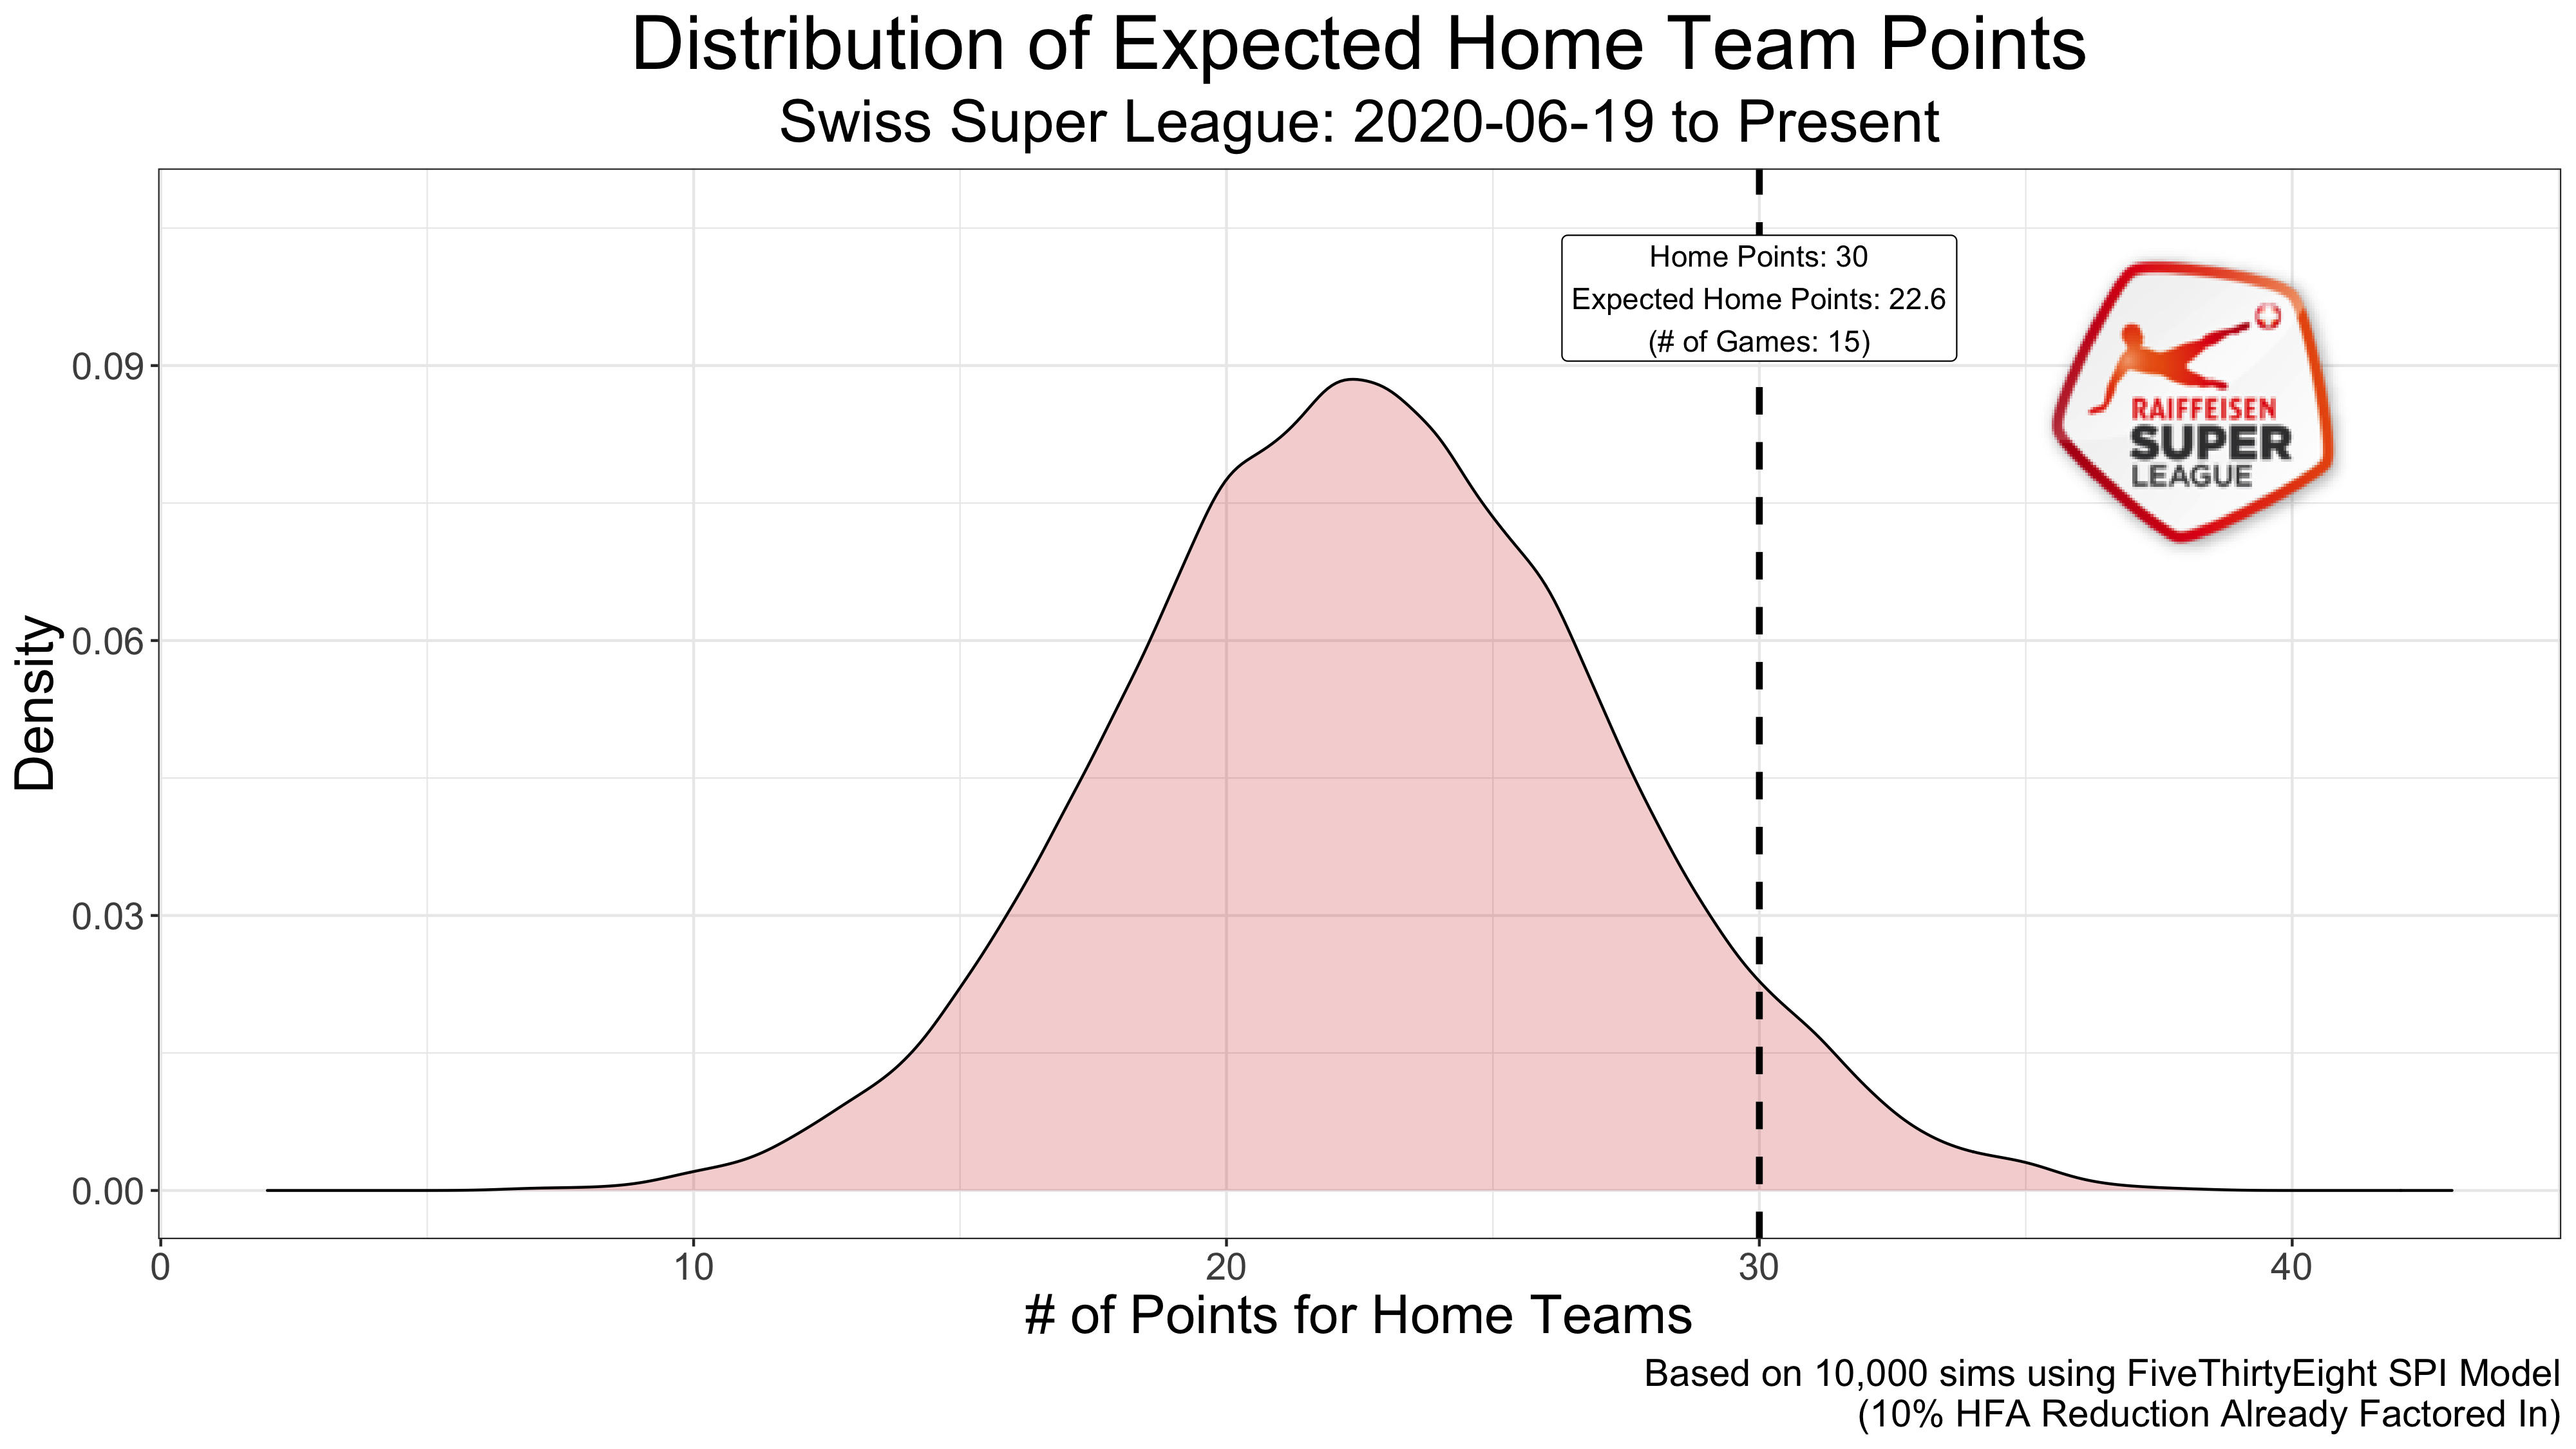 Distribution of Expected Home Team Points
Swiss Super League: 2020-06-19 to Present
Home Points: 30
Expected Home Points: 22.6
(# of Games: 15)
RAIFFEISEN
SUPER
LEAGUE
Density
0.09
0.06
0.03
0.00
0 10 20 30 40
# of Points for Home Teams
Based on 10,000 sims using FiveThirtyEight SPI Model
(10% HFA Reduction Already Factored In)